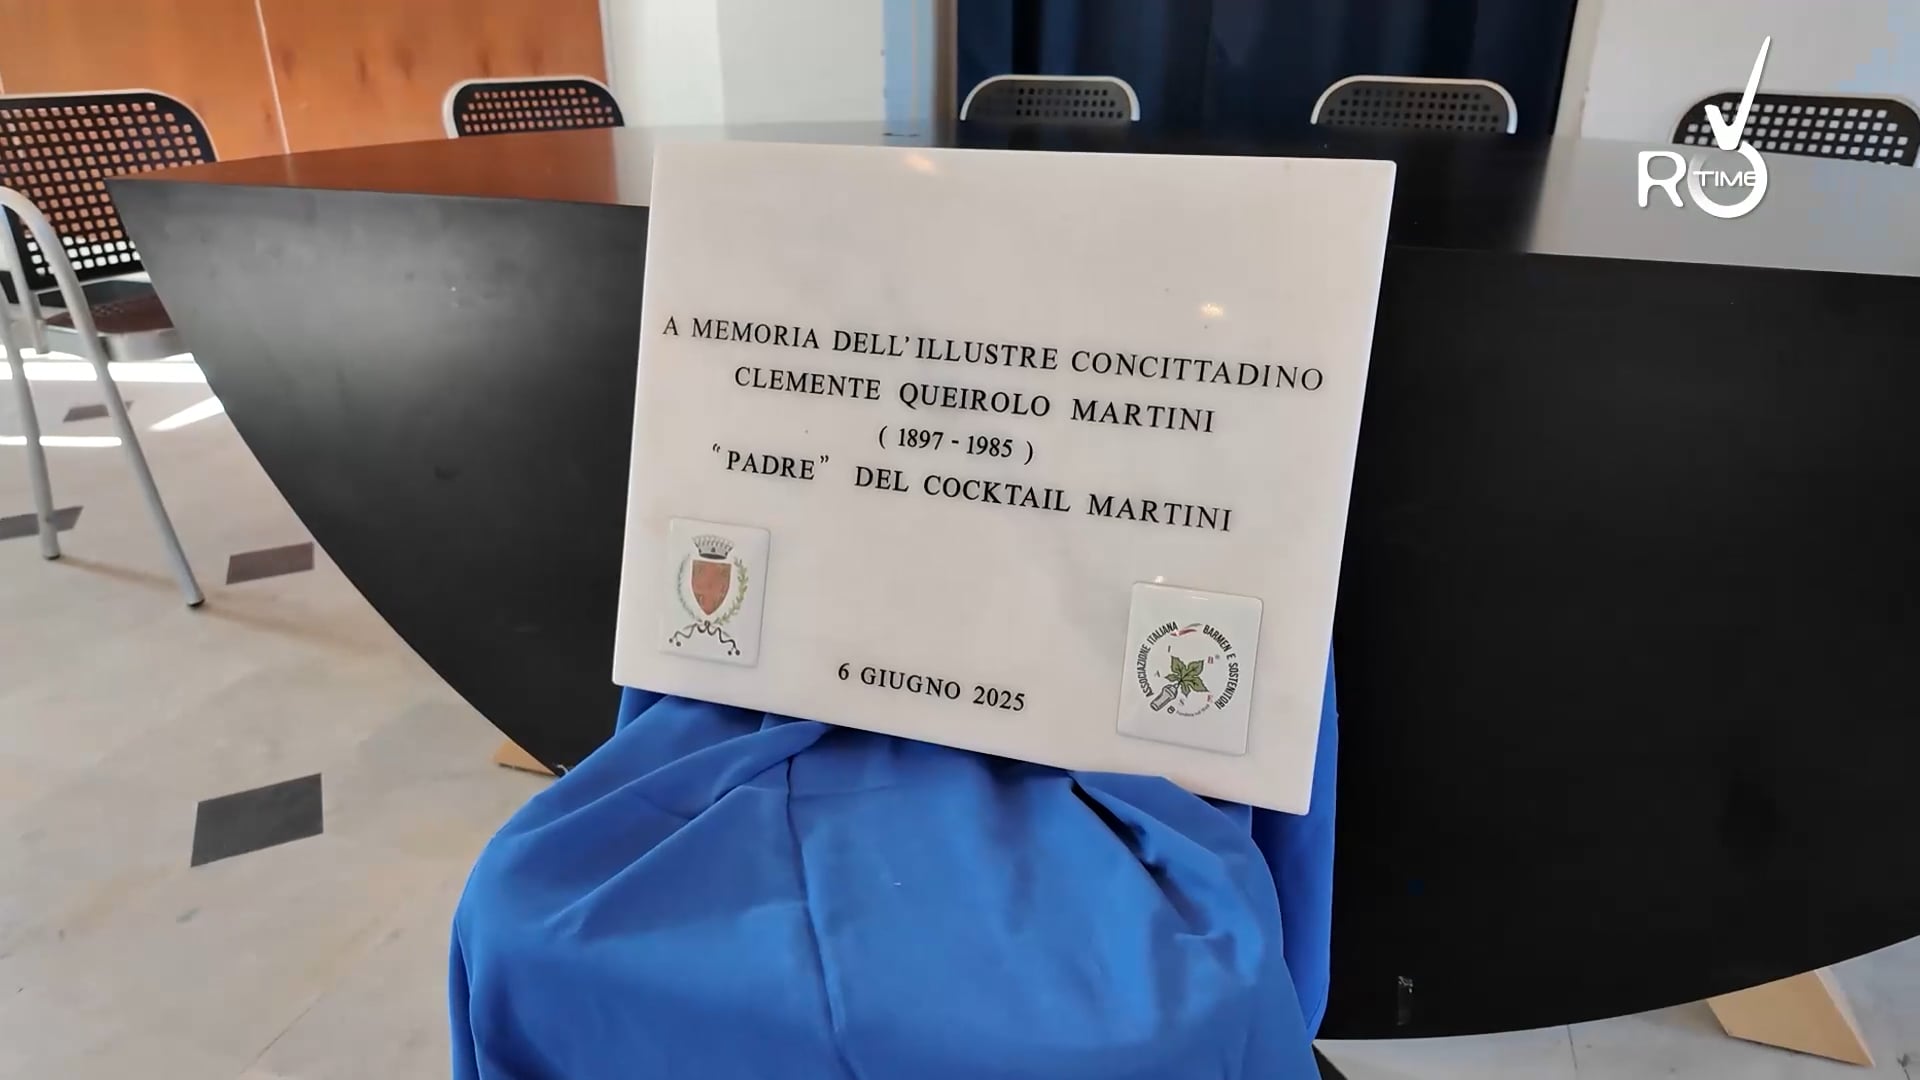 RO TIME
A MEMORIA DELL'ILLUSTRE CONCITTADINO
CLEMENTE QUEIROLO MARTINI
( 1897 - 1985 )
"PADRE" DEL COCKTAIL MARTINI
ASSOCIAZIONE ITALIANA BARMEN E SOSTENITORI
6 GIUGNO 2025